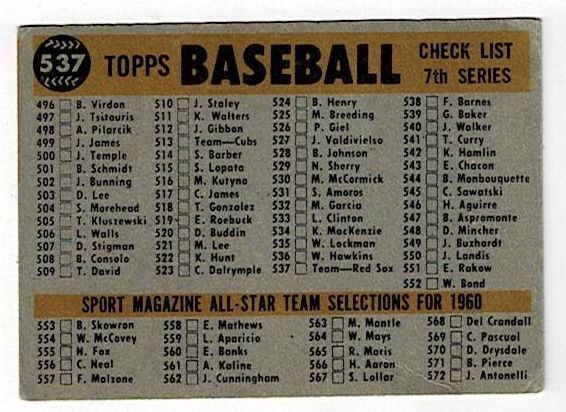 537 TOPPS BASEBALL CHECK LIST
7th SERIES
496 B. Virdon
497 J. Tsitouris
498 A. Pilarcik
499 J. James
500 J. Temple
501 B. Schmidt
502 J. Bunning
503 D. Lee
504 S. Morehead
505 T. Kluszewski
506 L. Walls
507 D. Stigman
508 B. Consolo
509 T. David
510 J. Staley
511 K. Walters
512 J. Gibbon
513 Team—Cubs
514 S. Barber
515 S. Lopata
516 M. Kutyna
517 C. James
518 T. Gonzalez
519 E. Roebuck
520 D. Buddin
521 M. Lee
522 K. Hunt
523 C. Dalrymple
524 B. Henry
525 M. Breeding
526 P. Giel
527 J. Valdivielso
528 B. Johnson
529 N. Sherry
530 M. McCormick
531 S. Amoros
532 M. Garcia
533 L. Clinton
534 K. MacKenzie
535 W. Lockman
536 W. Hawkins
537 Team—Red Sox
538 F. Barnes
539 G. Baker
540 J. Walker
541 T. Curry
542 K. Hamlin
543 E. Chacon
544 B. Monbouquette
545 C. Sawatski
546 H. Aguirre
547 B. Aspromonte
548 D. Mincher
549 J. Buzhardt
550 J. Landis
551 E. Rakow
552 W. Bond
SPORT MAGAZINE ALL-STAR TEAM SELECTIONS FOR 1960
553 B. Skowron
554 W. McCovey
555 N. Fox
556 C. Neal
557 F. Malzone
558 E. Mathews
559 L. Aparicio
560 E. Banks
561 A. Kaline
562 J. Cunningham
563 M. Mantle
564 W. Mays
565 R. Maris
566 H. Aaron
567 S. Lollar
568 Del Crandall
569 C. Pascual
570 D. Drysdale
571 B. Pierce
572 J. Antonelli